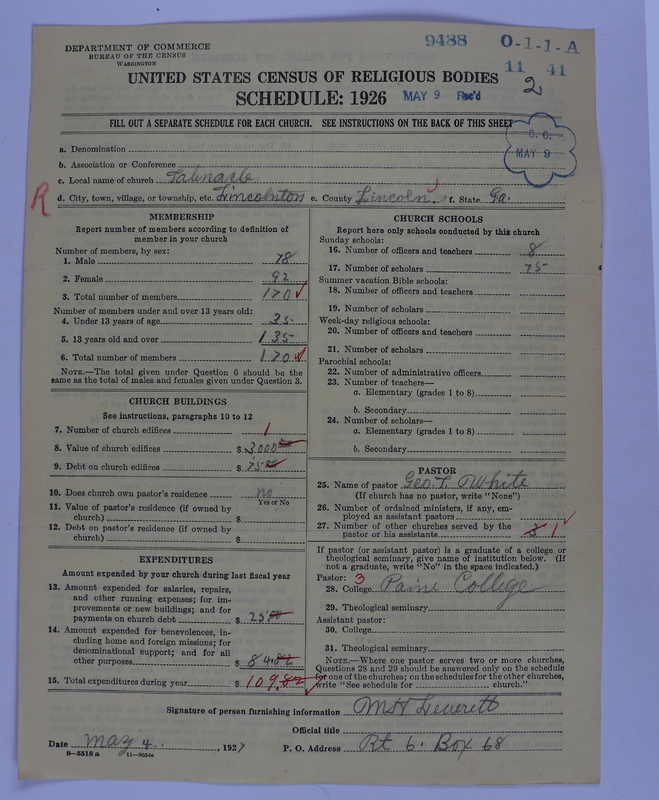 DEPARTMENT OF COMMERCE
BUREAU OF THE CENSUS
WASHINGTON
9488
O-1-1-A
11 41
2
UNITED STATES CENSUS OF RELIGIOUS BODIES
SCHEDULE: 1926
MAY 9 Rec'd
FILL OUT A SEPARATE SCHEDULE FOR EACH CHURCH. SEE INSTRUCTIONS ON THE BACK OF THIS SHEET
C. C.
MAY 9
a. Denomination
b. Association or Conference
c. Local name of church Tabnacle
R
d. City, town, village, or township, etc. Lincolnton e. County Lincoln f. State Ga.
MEMBERSHIP
Report number of members according to definition of
member in your church
Number of members, by sex:
1. Male 78
2. Female 92
3. Total number of members 170
Number of members under and over 13 years old:
4. Under 13 years of age 35
5. 13 years old and over 135
6. Total number of members 170
NOTE.—The total given under Question 6 should be the
same as the total of males and females given under Question 3.
CHURCH BUILDINGS
See instructions, paragraphs 10 to 12
7. Number of church edifices 1
8. Value of church edifices $ 3000
9. Debt on church edifices $ 75
10. Does church own pastor's residence no
Yes or No
11. Value of pastor's residence (if owned by
church) $
12. Debt on pastor's residence (if owned by
church) $
EXPENDITURES
Amount expended by your church during last fiscal year
13. Amount expended for salaries, repairs,
and other running expenses; for im-
provements or new buildings; and for
payments on church debt $ 25.00
14. Amount expended for benevolences, in-
cluding home and foreign missions; for
denominational support; and for all
other purposes $ 84.82
15. Total expenditures during year $ 109.82
CHURCH SCHOOLS
Report here only schools conducted by this church
Sunday schools:
16. Number of officers and teachers 8
17. Number of scholars 75
Summer vacation Bible schools:
18. Number of officers and teachers
19. Number of scholars
Week-day religious schools:
20. Number of officers and teachers
21. Number of scholars
Parochial schools:
22. Number of administrative officers
23. Number of teachers—
a. Elementary (grades 1 to 8)
b. Secondary
24. Number of scholars—
a. Elementary (grades 1 to 8)
b. Secondary
PASTOR
25. Name of pastor Geo. T. White
(If church has no pastor, write "None")
26. Number of ordained ministers, if any, em-
ployed as assistant pastors
27. Number of other churches served by the
pastor or his assistants 1
If pastor (or assistant pastor) is a graduate of a college or
theological seminary, give name of institution below. (If
not a graduate, write "No" in the space indicated.)
Pastor: 3
28. College Paine College
29. Theological seminary
Assistant pastor:
30. College
31. Theological seminary
NOTE.—Where one pastor serves two or more churches,
Questions 28 and 29 should be answered only on the schedule
for one of the churches; on the schedules for the other churches,
write "See schedule for church."
Signature of person furnishing information M H Leverett
Official title
Date May 4., 1927 P. O. Address Rt 6. Box 68
8—5518 a 11—9034a